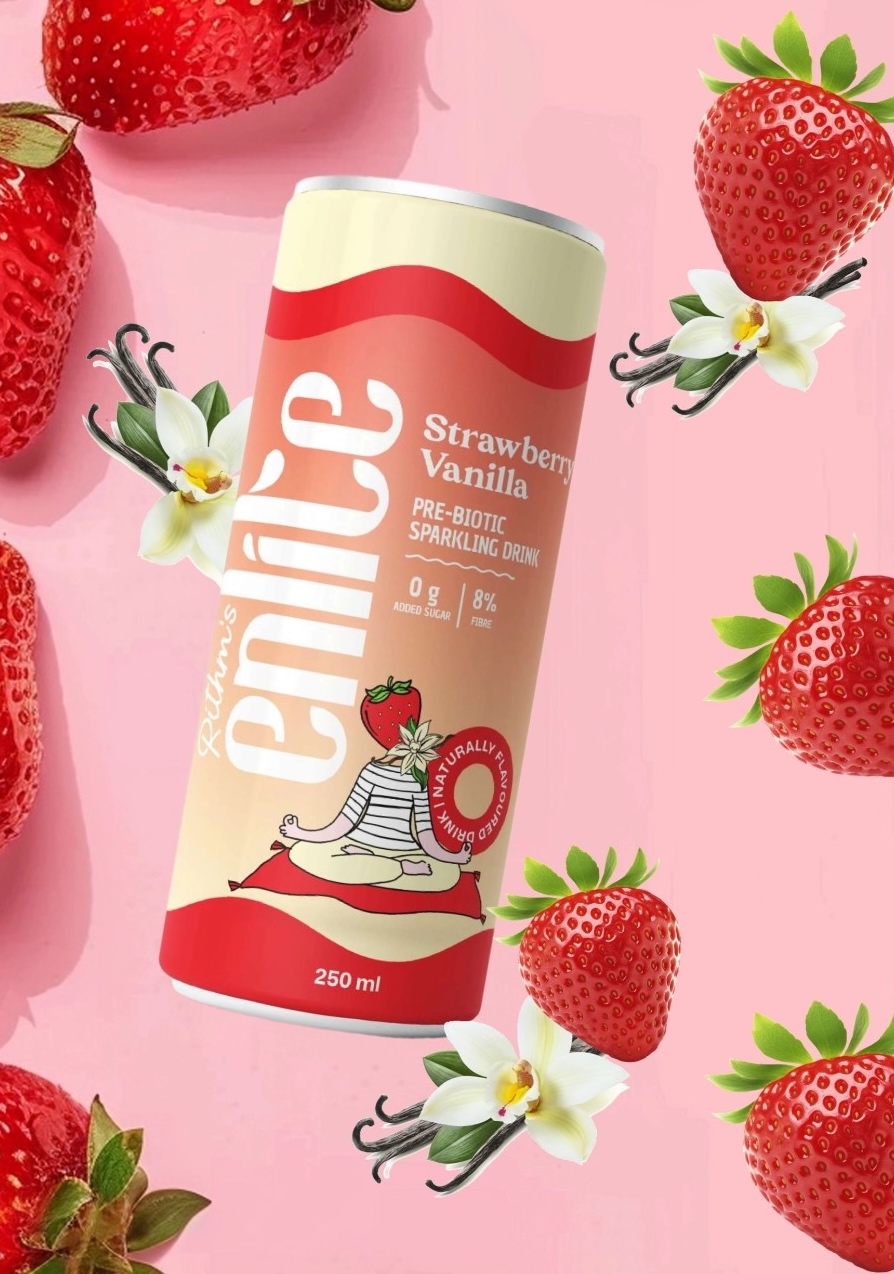 Rithm's
enlite
Strawberry
Vanilla
PRE-BIOTIC
SPARKLING DRINK
0 g
ADDED SUGAR
8%
FIBRE
NATURALLY FLAVOURED DRINK |
250 ml